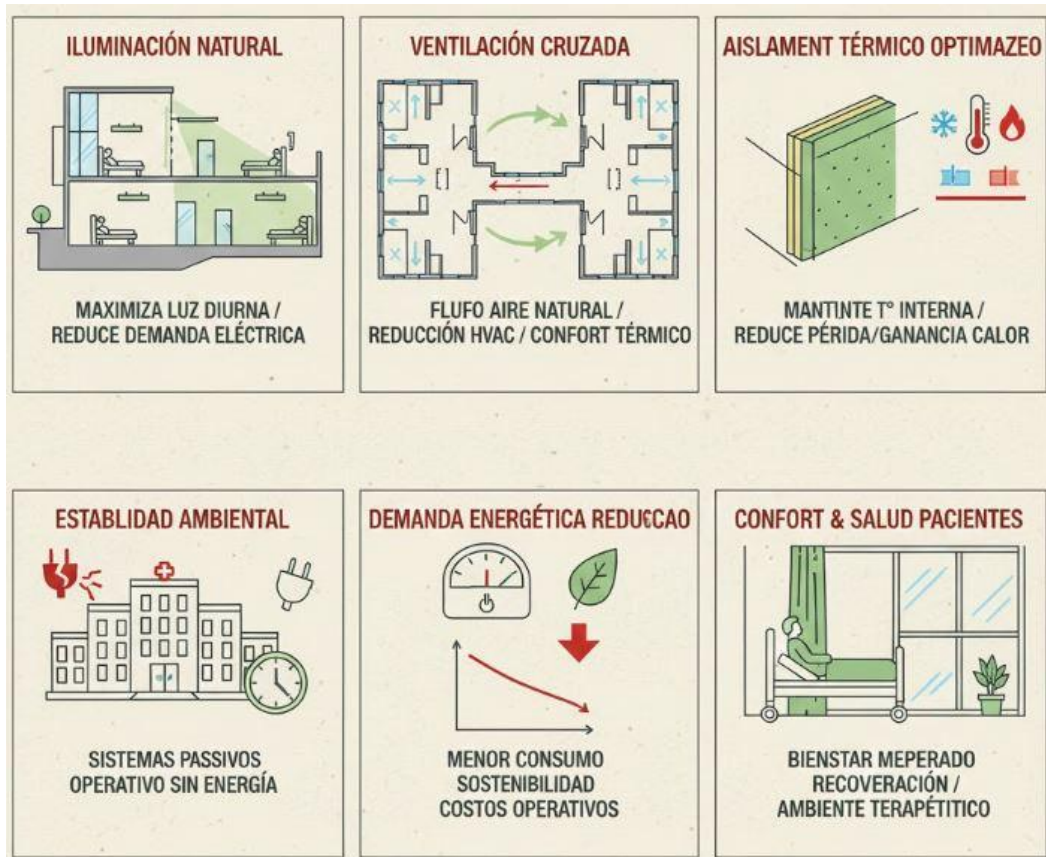 ILUMINACIÓN NATURAL
MAXIMIZA LUZ DIURNA /
REDUCE DEMANDA ELÉCTRICA
VENTILACIÓN CRUZADA
FLUFO AIRE NATURAL /
REDUCCIÓN HVAC / CONFORT TÉRMICO
AISLAMENT TÉRMICO OPTIMAZEO
MANTINTE T° INTERNA /
REDUCE PÉRIDA/GANANCIA CALOR
ESTABLIDAD AMBIENTAL
SISTEMAS PASSIVOS
OPERATIVO SIN ENERGÍA
DEMANDA ENERGÉTICA REDU€CAO
MENOR CONSUMO
SOSTENIBILIDAD
COSTOS OPERATIVOS
CONFORT & SALUD PACIENTES
BIENSTAR MEPERADO
RECOVERACIÓN /
AMBIENTE TERAPÉTITICO